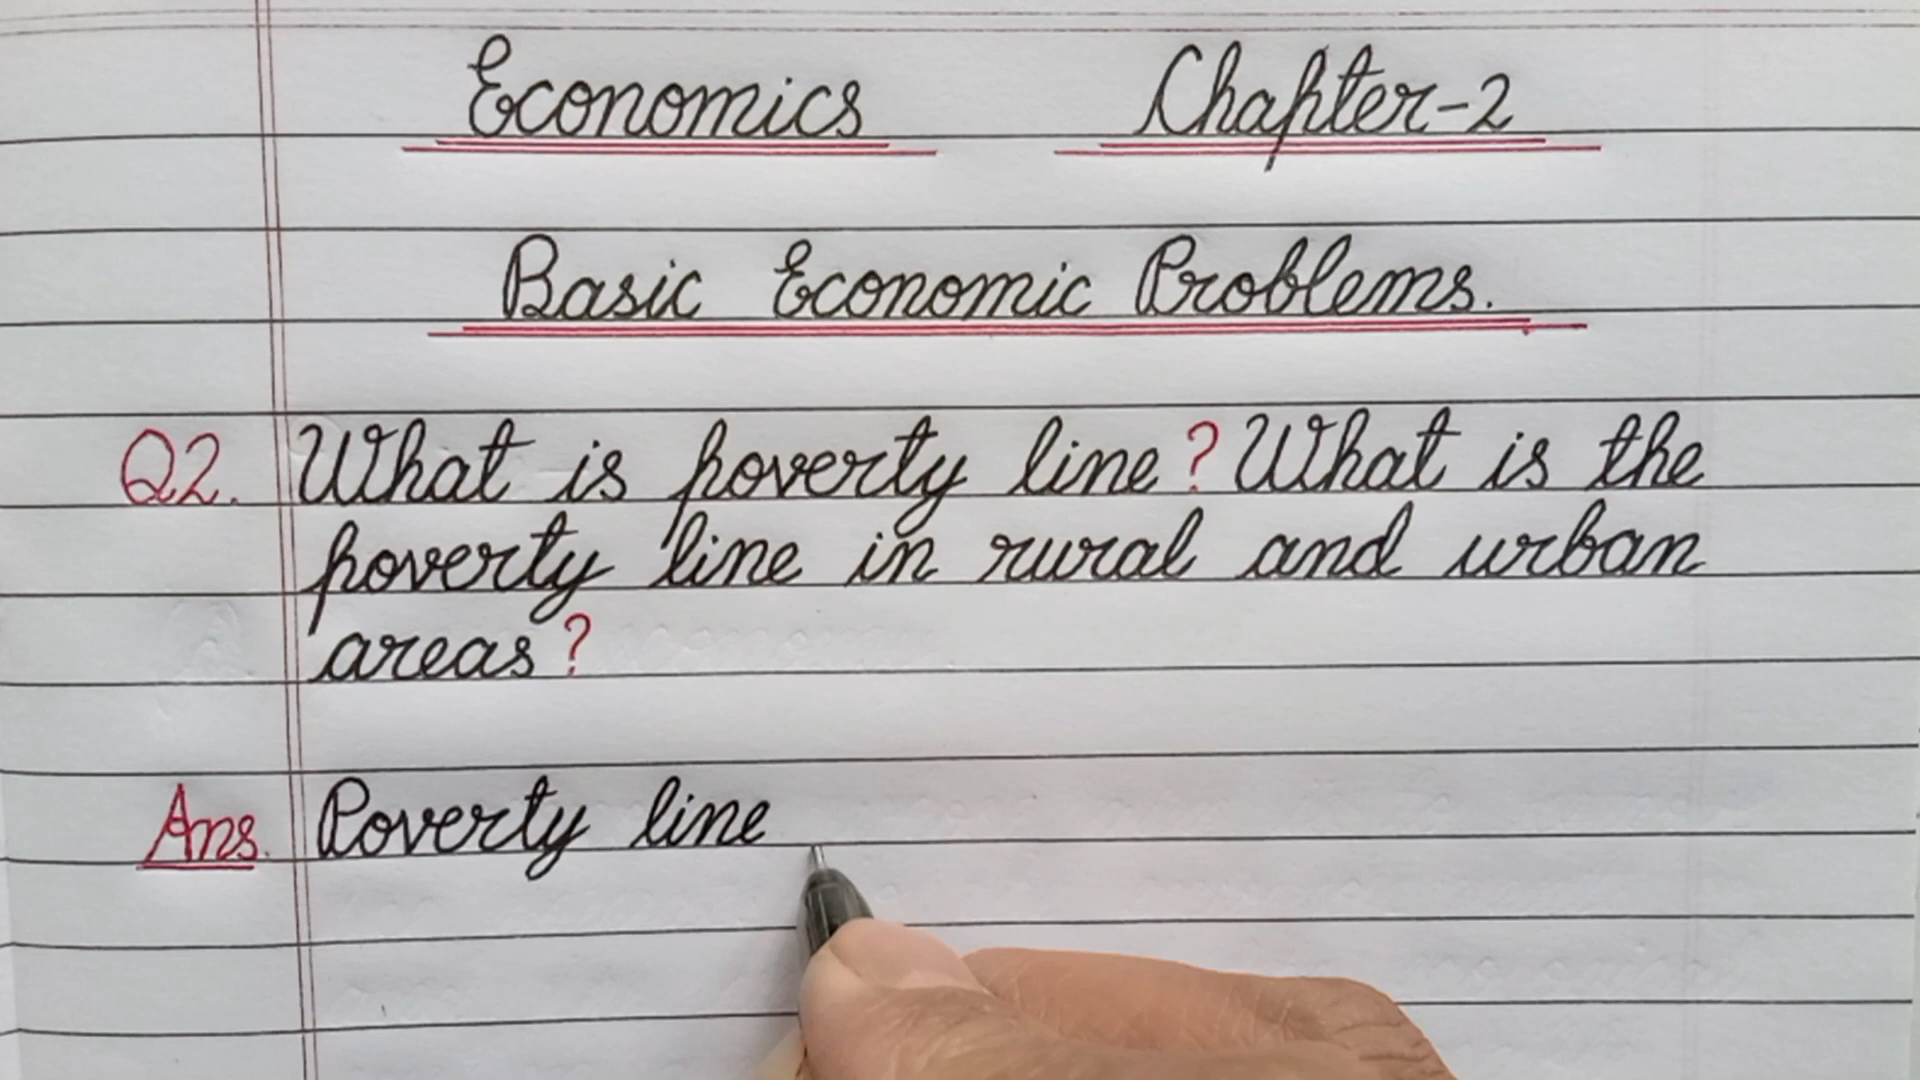 Economics Chapter-2
Basic Economic Problems.
Q2. What is poverty line? What is the
poverty line in rural and urban
areas?
Ans. Poverty line